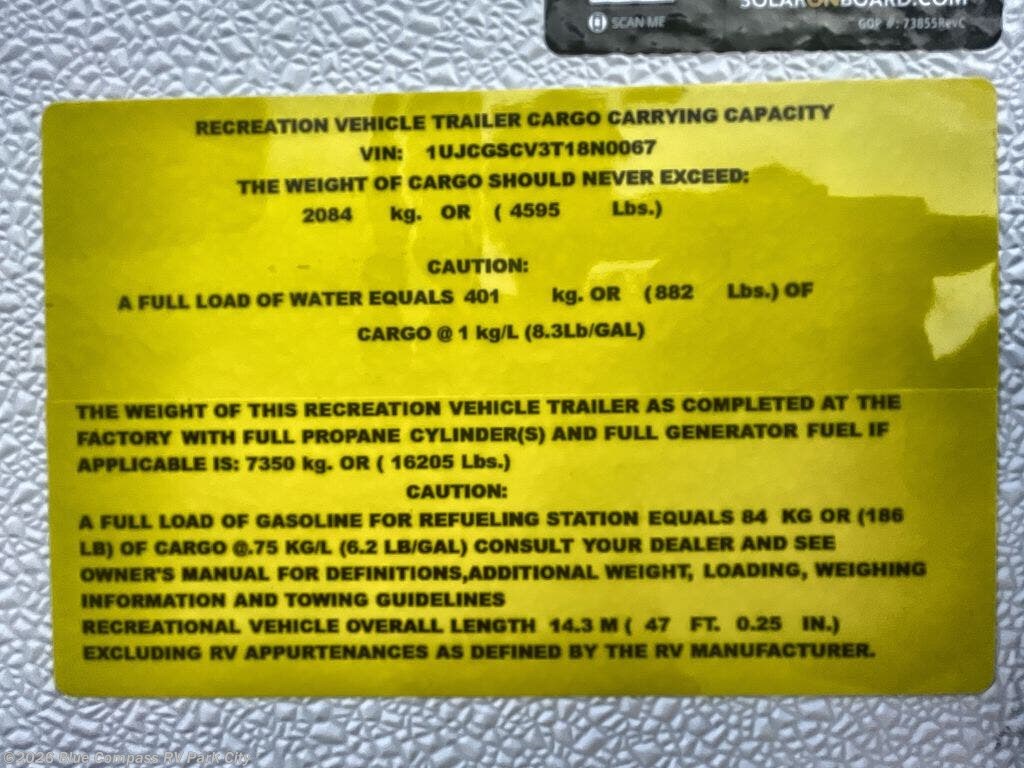 SOLARONBOARD.COM
SCAN ME
GOP #: 73855RevC
RECREATION VEHICLE TRAILER CARGO CARRYING CAPACITY
VIN: 1UJCGSCV3T18N0067
THE WEIGHT OF CARGO SHOULD NEVER EXCEED:
2084 kg. OR ( 4595 Lbs.)
CAUTION:
A FULL LOAD OF WATER EQUALS 401 kg. OR (882 Lbs.) OF
CARGO @ 1 kg/L (8.3Lb/GAL)
THE WEIGHT OF THIS RECREATION VEHICLE TRAILER AS COMPLETED AT THE
FACTORY WITH FULL PROPANE CYLINDER(S) AND FULL GENERATOR FUEL IF
APPLICABLE IS: 7350 kg. OR ( 16205 Lbs.)
CAUTION:
A FULL LOAD OF GASOLINE FOR REFUELING STATION EQUALS 84 KG OR (186
LB) OF CARGO @.75 KG/L (6.2 LB/GAL) CONSULT YOUR DEALER AND SEE
OWNER'S MANUAL FOR DEFINITIONS,ADDITIONAL WEIGHT, LOADING, WEIGHING
INFORMATION AND TOWING GUIDELINES
RECREATIONAL VEHICLE OVERALL LENGTH 14.3 M ( 47 FT. 0.25 IN.)
EXCLUDING RV APPURTENANCES AS DEFINED BY THE RV MANUFACTURER.
©2026 Blue Compass RV Park City